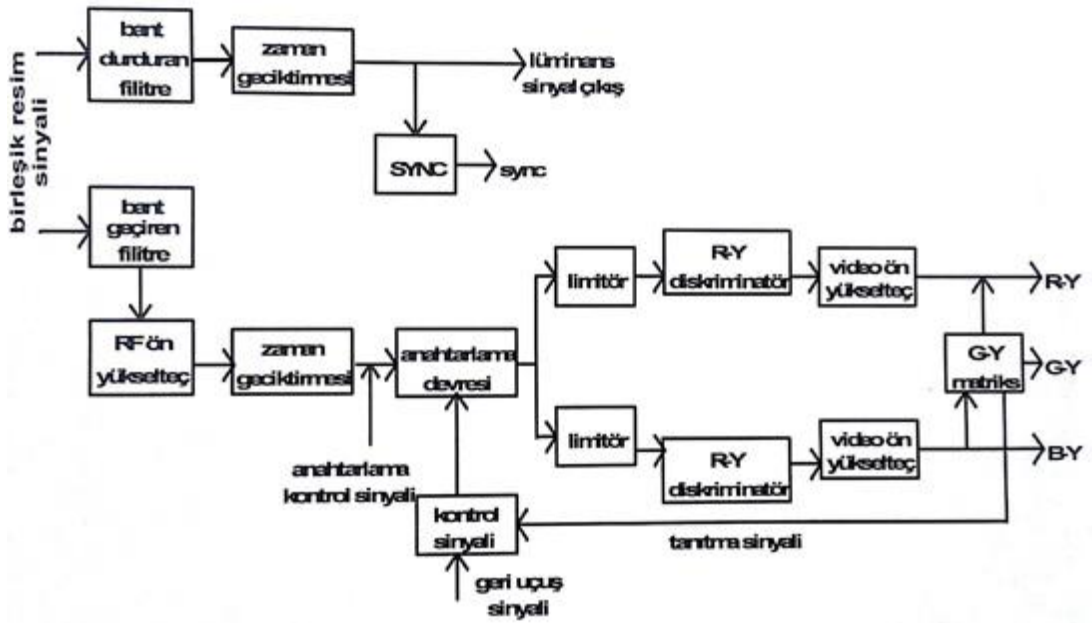 birleşik resim
sinyali
bant
durduran
filitre
zaman
geciktirmesi
lüminans
sinyal çıkış
SYNC
sync
bant
geçiren
filitre
RF ön
yükselteç
zaman
geciktirmesi
anahtarlama
devresi
anahtarlama
kontrol sinyali
kontrol
sinyali
geri uçuş
sinyali
limitör
R-Y
diskriminatör
video ön
yükselteç
R-Y
G-Y
matriks
G-Y
limitör
R-Y
diskriminatör
video ön
yükselteç
B-Y
tanıtma sinyali